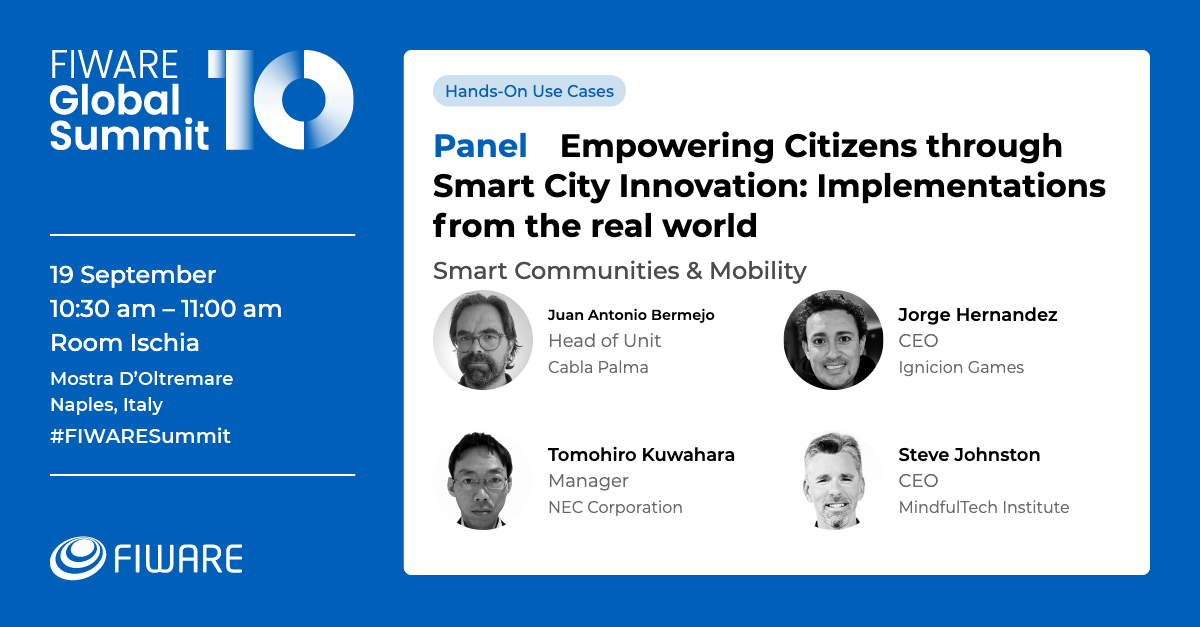 FIWARE
Global
Summit
10
19 September
10:30 am – 11:00 am
Room Ischia
Mostra D’Oltremare
Naples, Italy
#FIWARESummit
FIWARE
Hands-On Use Cases
Panel Empowering Citizens through
Smart City Innovation: Implementations
from the real world
Smart Communities & Mobility
Juan Antonio Bermejo
Head of Unit
Cabla Palma
Jorge Hernandez
CEO
Ignicion Games
Tomohiro Kuwahara
Manager
NEC Corporation
Steve Johnston
CEO
MindfulTech Institute